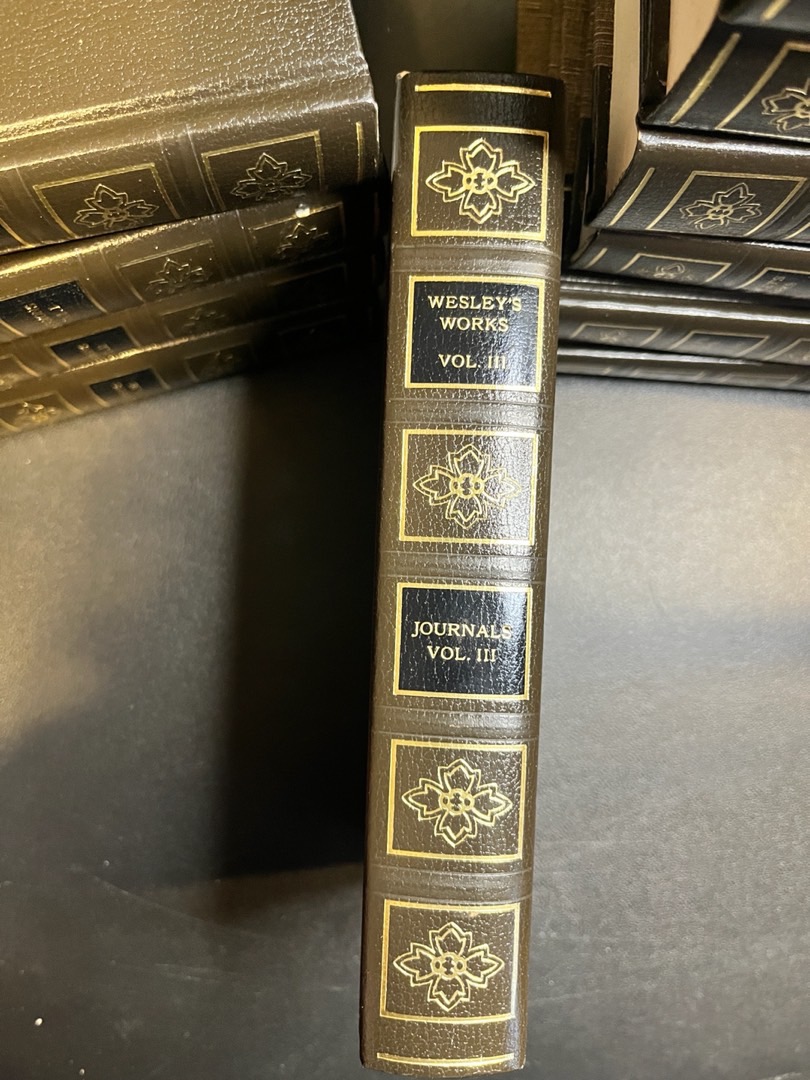 WESLEY'S
WORKS
VOL. III
JOURNALS
VOL. III